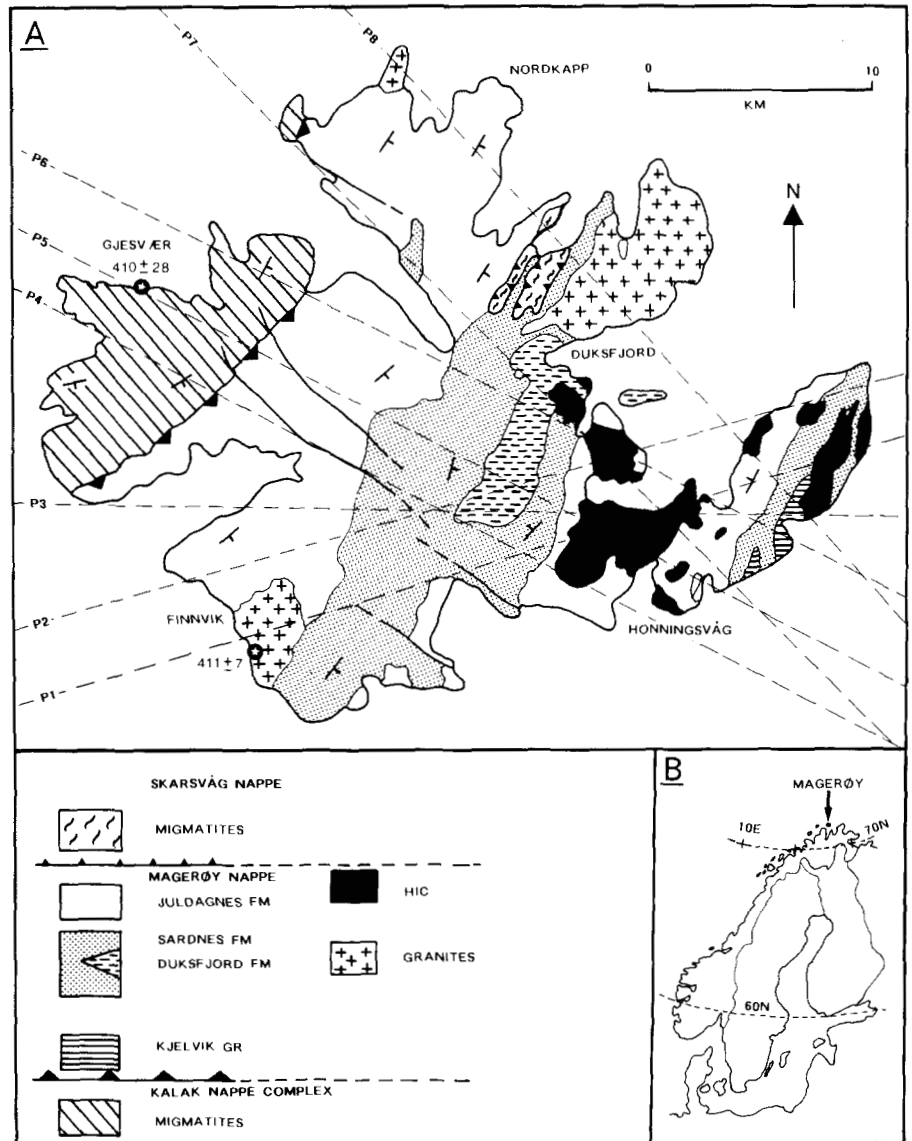 A
P7
P8
NORDKAPP
0
10
KM
P6
N
GJESVÆR
410 ± 28
P5
P4
DUKSFJORD
P3
FINNVIK
P2
HONNINGSVÅG
411 ± 7
P1
SKARSVÅG NAPPE
MIGMATITES
MAGERØY NAPPE
JULDAGNES FM
HIC
SARDNES FM
DUKSFJORD FM
GRANITES
KJELVIK GR
KALAK NAPPE COMPLEX
MIGMATITES
B
MAGERØY
10E
70N
60N